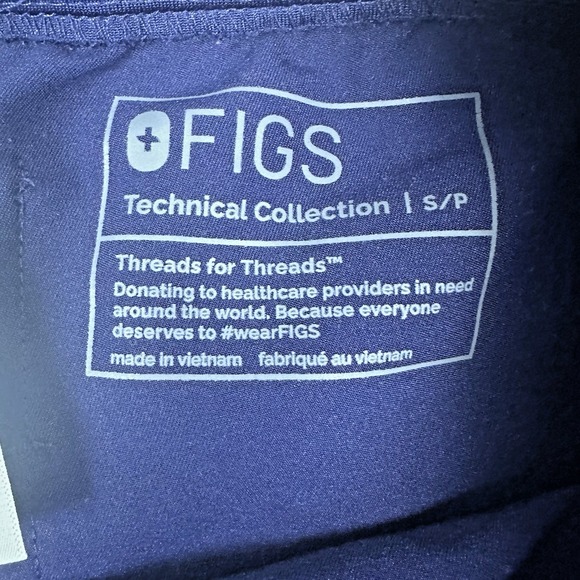 FIGS
Technical Collection | S/P
Threads for Threads™
Donating to healthcare providers in need
around the world. Because everyone
deserves to #wearFIGS
made in vietnam fabriqué au vietnam